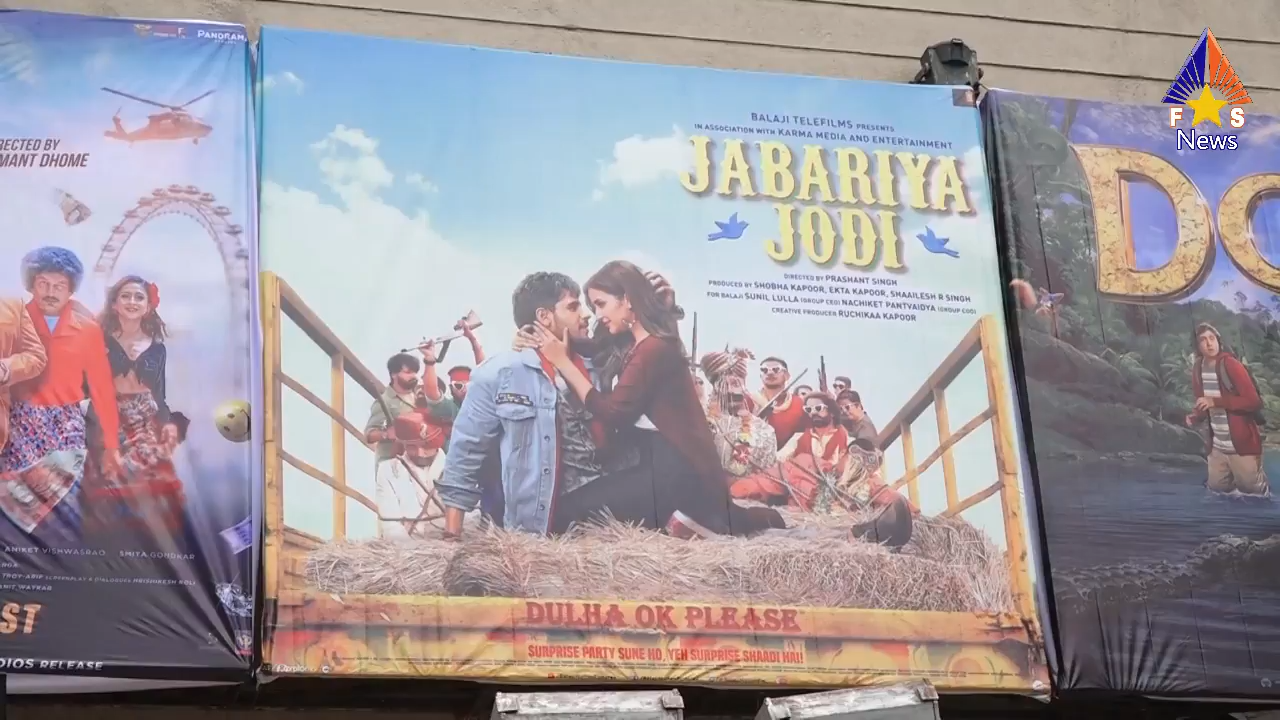 PANORAMA
RECTED BY
MANT DHOME
ANIKET VISHWASRAO SMITA GONDKAR
ST
DIOS RELEASE
BALAJI TELEFILMS PRESENTS
IN ASSOCIATION WITH KARMA MEDIA AND ENTERTAINMENT
JABARIYA
JODI
DIRECTED BY PRASHANT SINGH
PRODUCED BY SHOBHA KAPOOR, EKTA KAPOOR, SHAAILESH R SINGH
FOR BALAJI SUNIL LULLA (GROUP CEO) NACHIKET PANTVAIDYA (GROUP COO)
CREATIVE PRODUCER RUCHIKAA KAPOOR
DULHA OK PLEASE
SURPRISE PARTY SUNE HO, YEH SURPRISE SHAADI HAI!
DO
F S
News